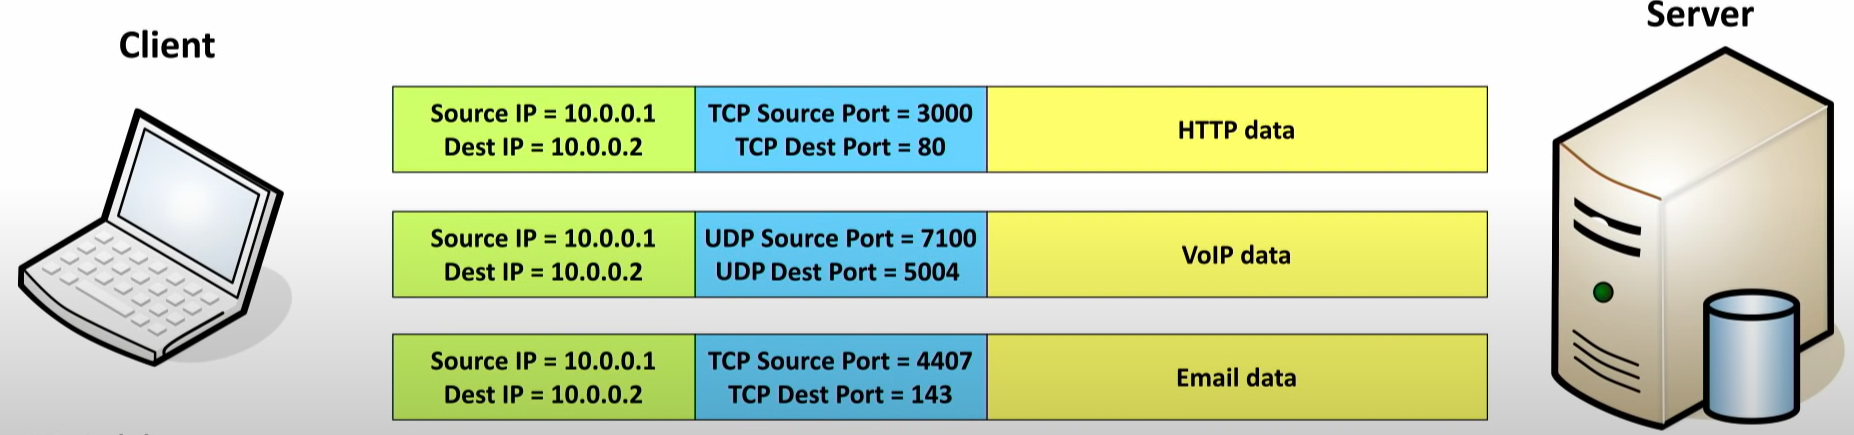 Client
Server
Source IP = 10.0.0.1
Dest IP = 10.0.0.2
TCP Source Port = 3000
TCP Dest Port = 80
HTTP data
Source IP = 10.0.0.1
Dest IP = 10.0.0.2
UDP Source Port = 7100
UDP Dest Port = 5004
VoIP data
Source IP = 10.0.0.1
Dest IP = 10.0.0.2
TCP Source Port = 4407
TCP Dest Port = 143
Email data